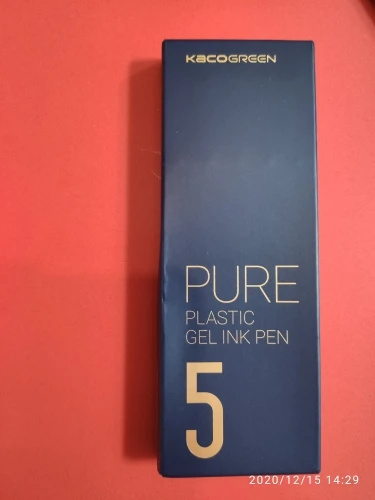 KACOGREEN
PURE
PLASTIC
GEL INK PEN
5
2020/12/15 14:29